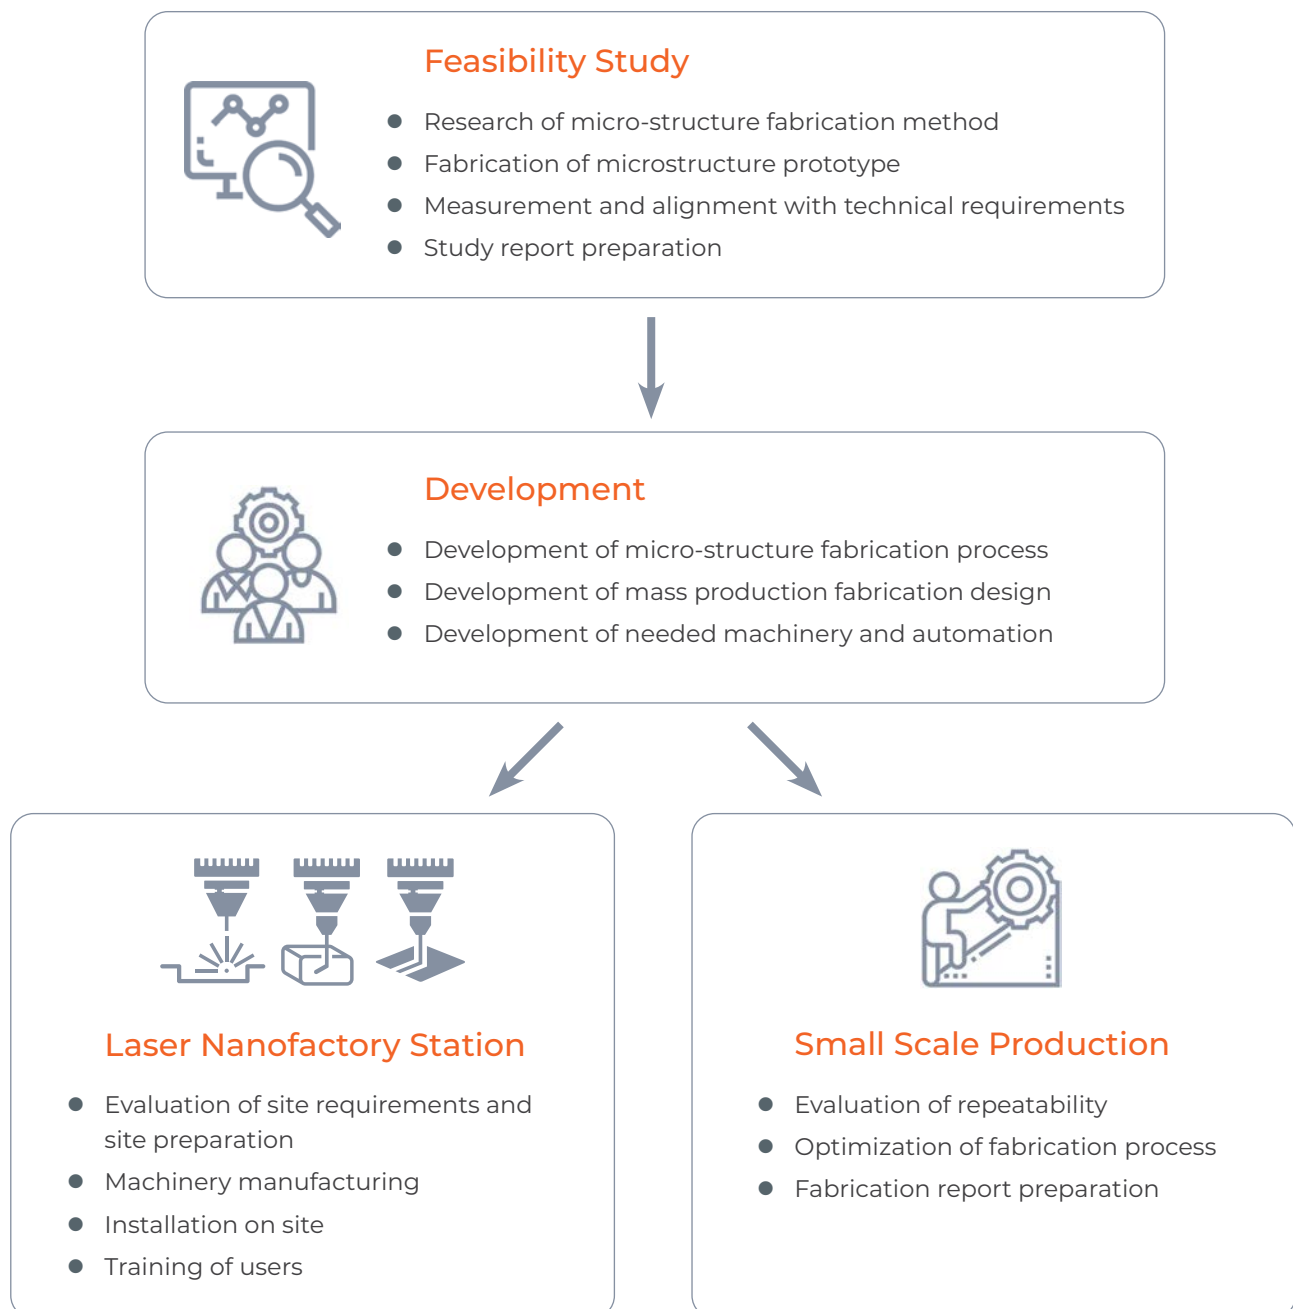 Feasibility Study
Research of micro-structure fabrication method
Fabrication of microstructure prototype
Measurement and alignment with technical requirements
Study report preparation
Development
Development of micro-structure fabrication process
Development of mass production fabrication design
Development of needed machinery and automation
Laser Nanofactory Station
Evaluation of site requirements and
site preparation
Machinery manufacturing
Installation on site
Training of users
Small Scale Production
Evaluation of repeatability
Optimization of fabrication process
Fabrication report preparation